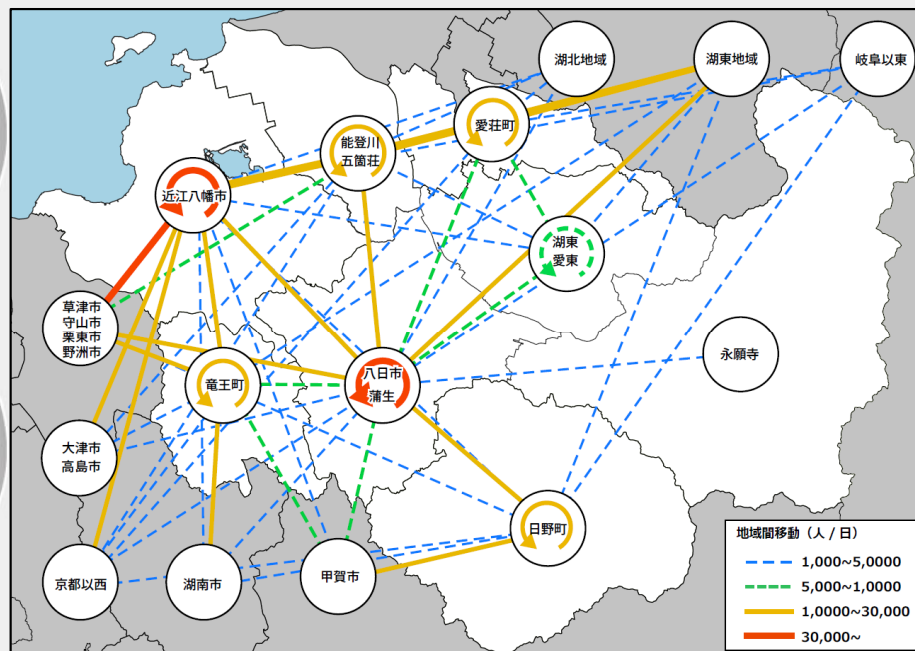 湖北地域
湖東地域
岐阜以東
愛荘町
能登川
五箇荘
近江八幡市
湖東
愛東
草津市
守山市
栗東市
野洲市
永願寺
竜王町
八日市
蒲生
大津市
高島市
日野町
京都以西
湖南市
甲賀市
地域間移動（人 / 日）
1,000~5,0000
5,000~1,0000
1,0000~30,000
30,000~